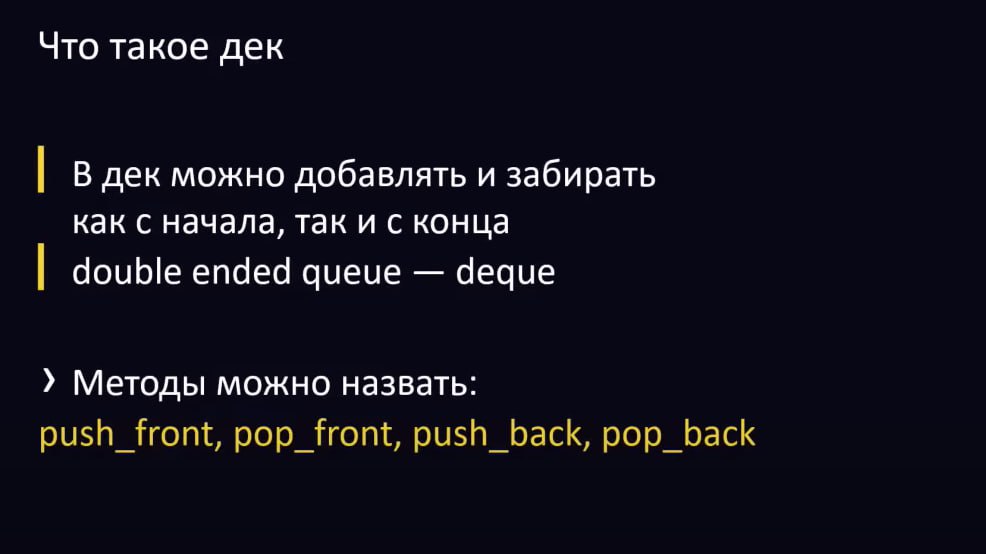 Что такое дек
В дек можно добавлять и забирать
как с начала, так и с конца
double ended queue — deque
› Методы можно назвать:
push_front, pop_front, push_back, pop_back